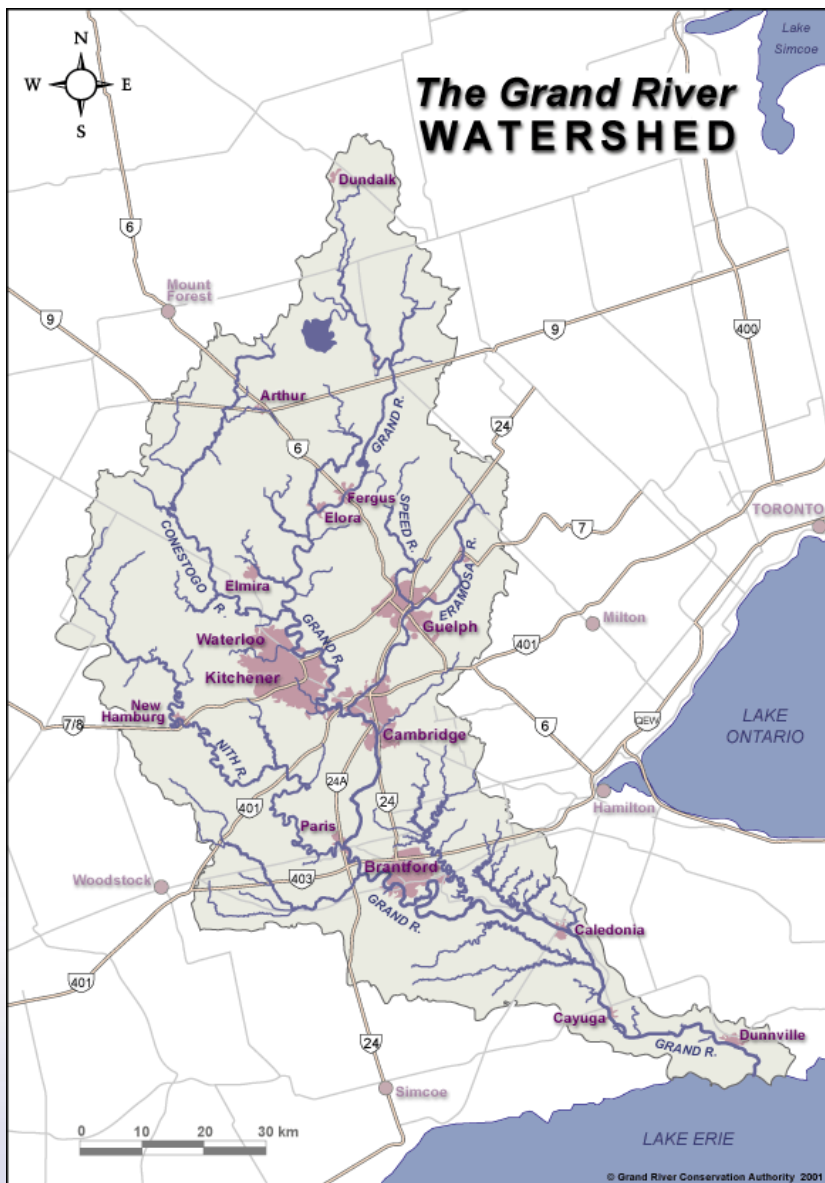 N
W E
S
Lake
Simcoe
The Grand River
WATERSHED
Dundalk
6
Mount
Forest
9
9
400
Arthur
24
6
GRAND R.
Fergus
Elora
SPEED R.
7
TORONTO
CONESTOGO R.
ERAMOSA R.
Elmira
Guelph
Milton
Waterloo
GRAND R.
401
Kitchener
New
Hamburg
7/8
6
QEW
LAKE
ONTARIO
Cambridge
NITH R.
24A
401
24
Hamilton
Paris
Woodstock
403
Brantford
GRAND R.
Caledonia
401
Cayuga
Dunnville
24
GRAND R.
Simcoe
0 10 20 30 km
LAKE ERIE
© Grand River Conservation Authority 2001